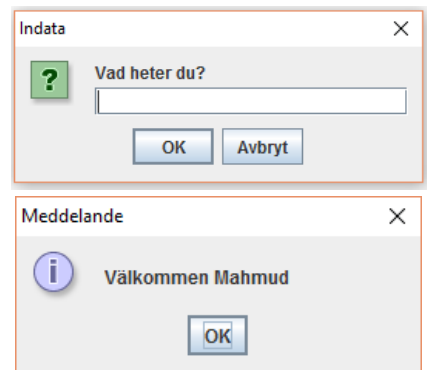 Indata
Vad heter du?
OK Avbryt
Meddelande
Välkommen Mahmud
OK